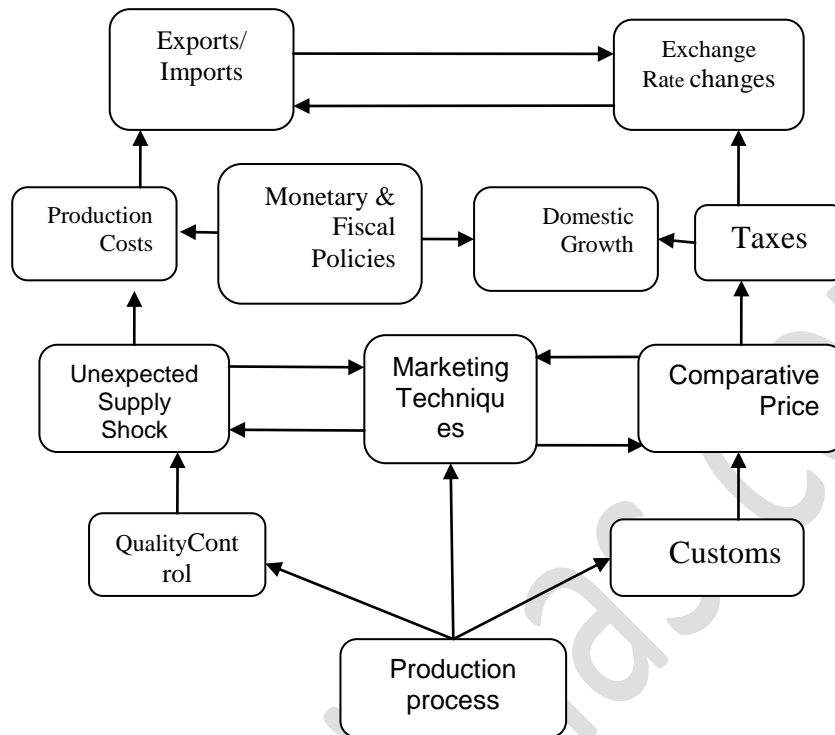 Exports/
Imports
Exchange
Rate changes
Production
Costs
Monetary &
Fiscal
Policies
Domestic
Growth
Taxes
Unexpected
Supply
Shock
Marketing
Techniqu
es
Comparative
Price
QualityCont
rol
Customs
Production
process